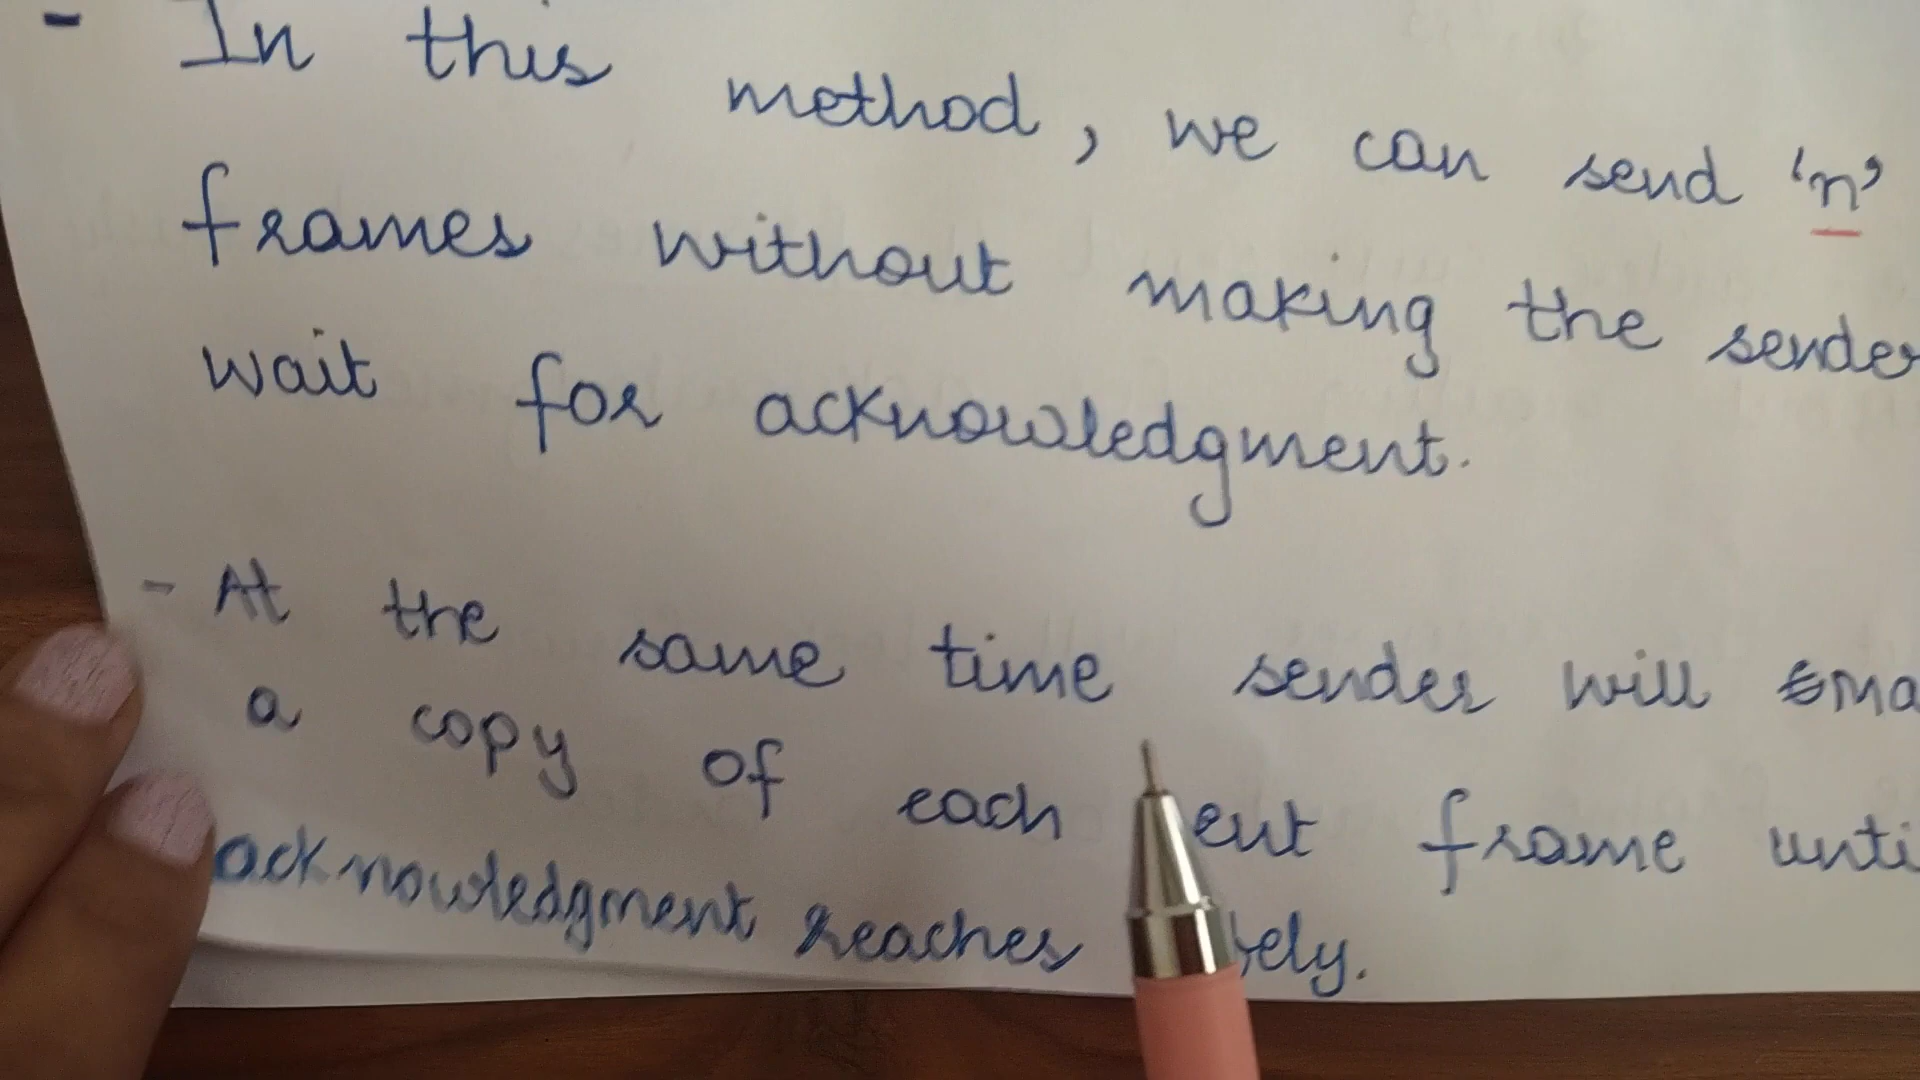 - In this method, we can send 'n'
frames without making the sender
wait for acknowledgment.
- At the same time sender will
a copy of each frame
acknowledgment reaches